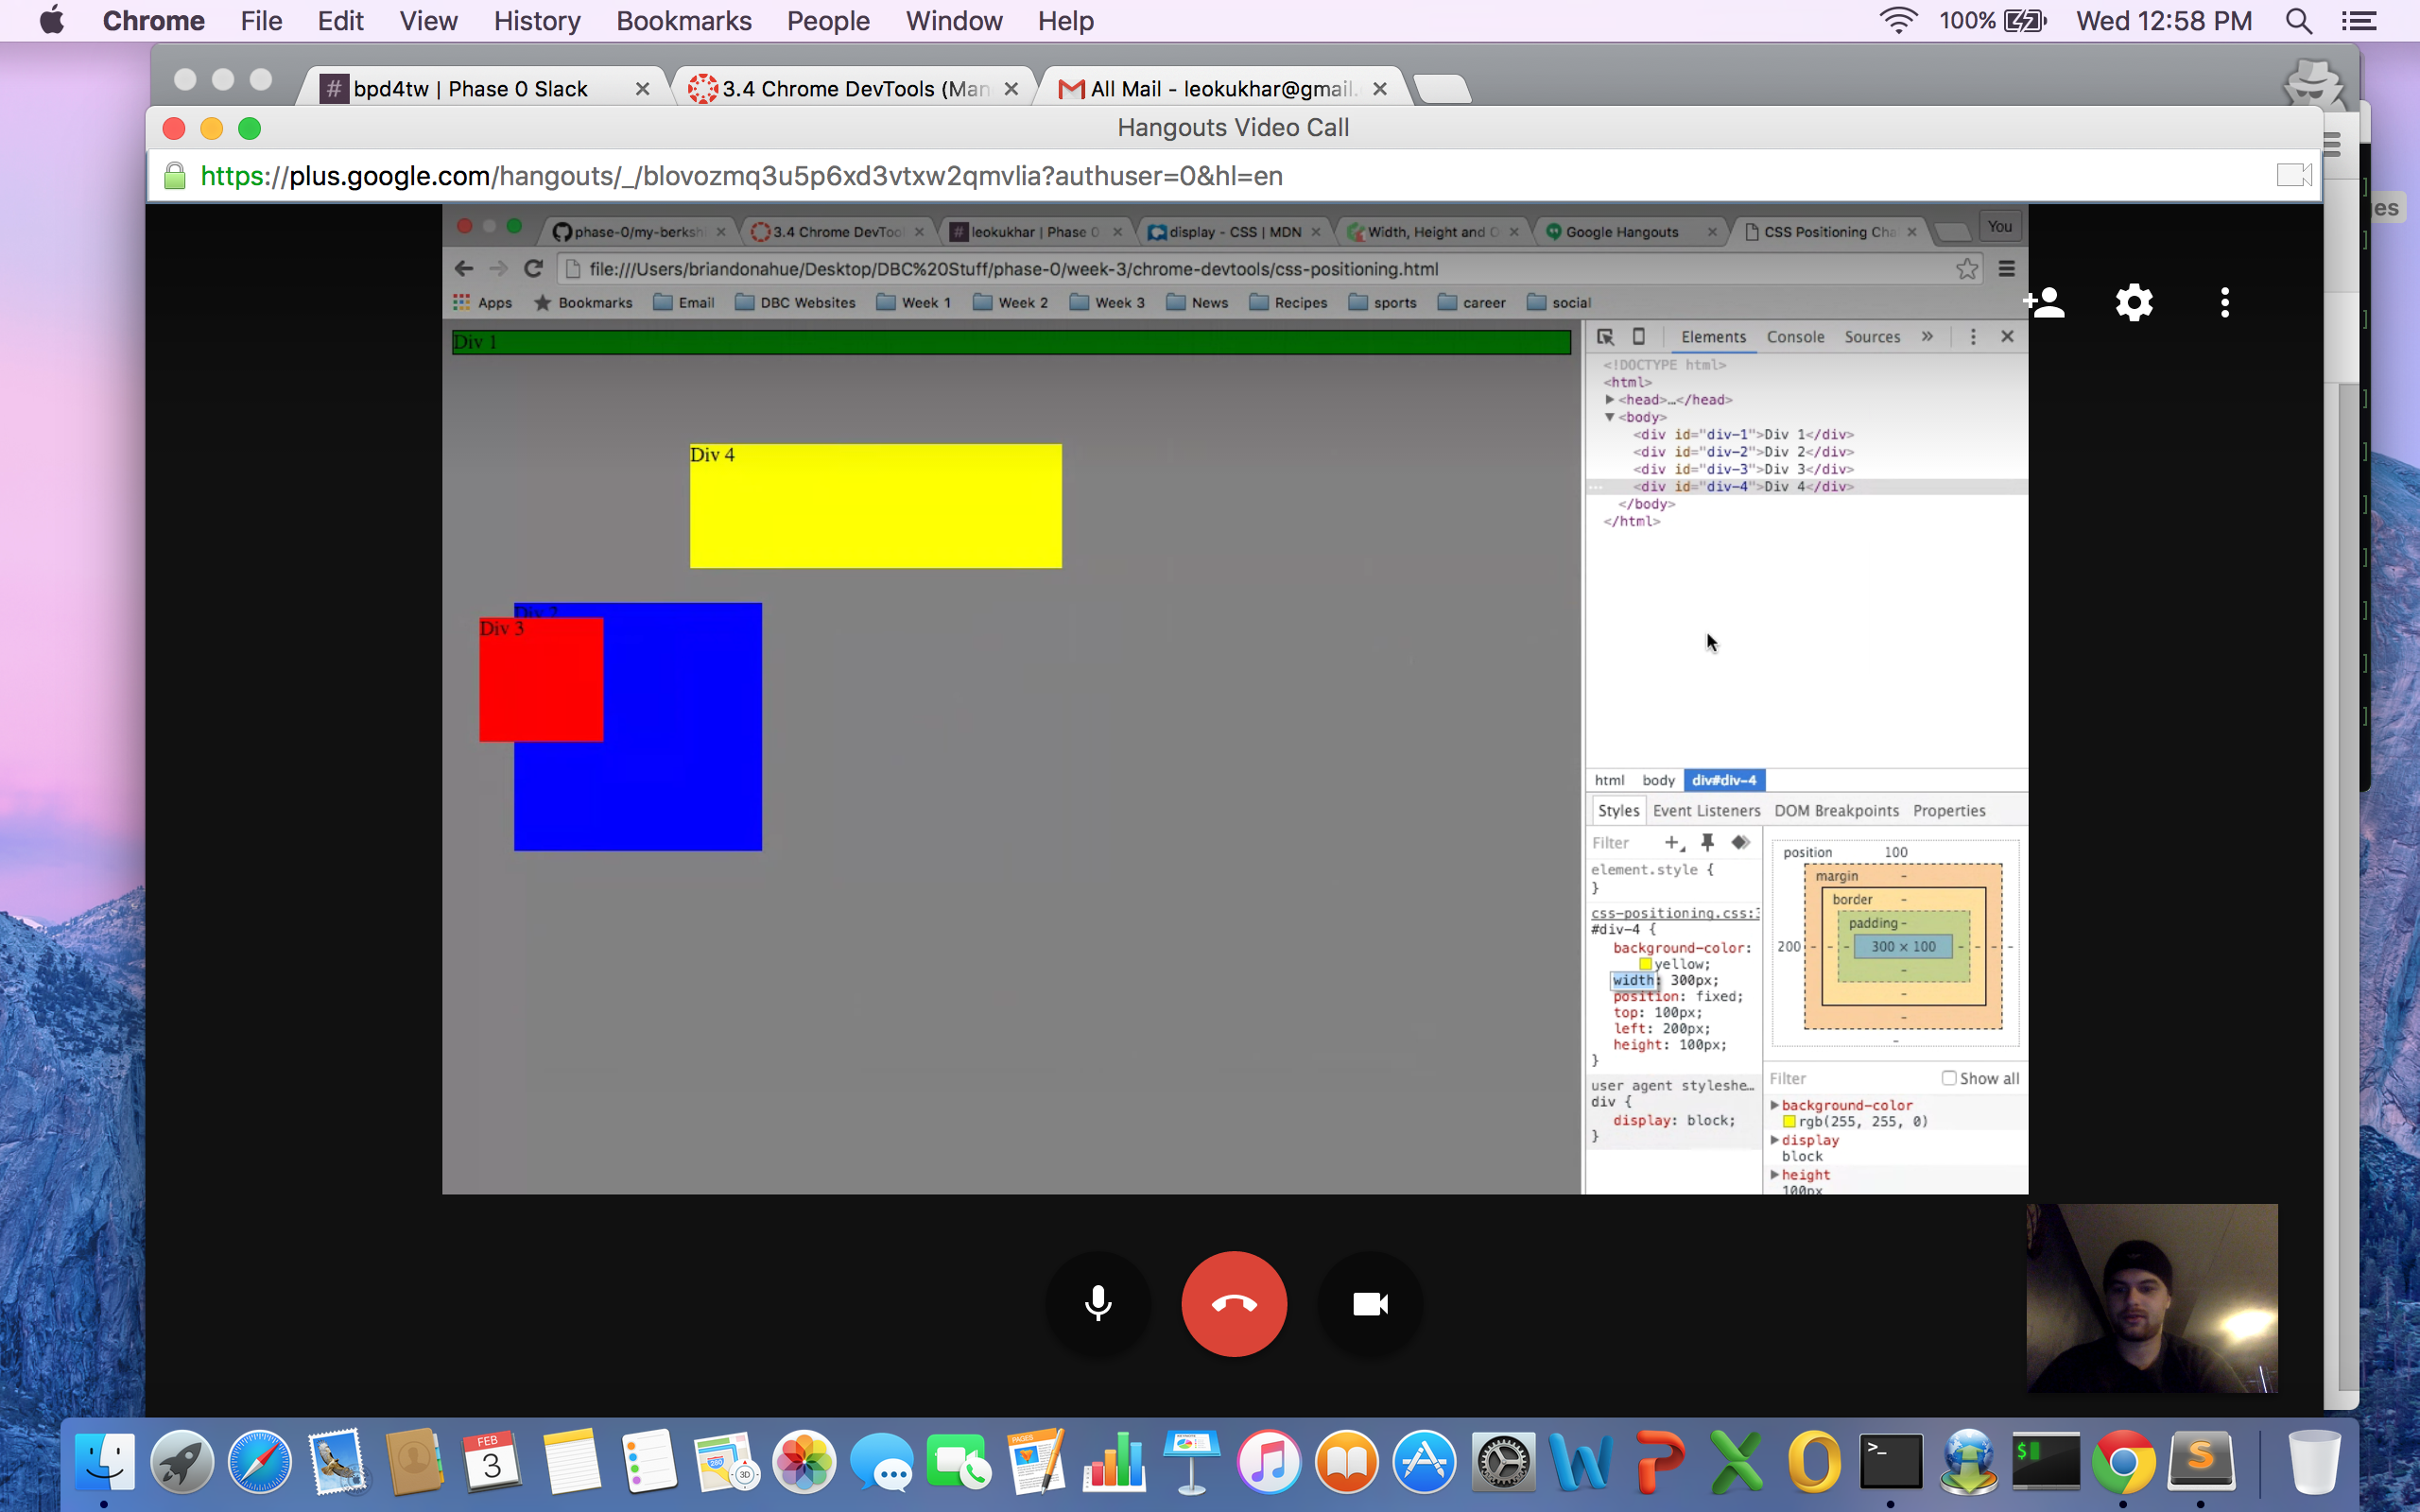 Chrome File Edit View History Bookmarks People Window Help 100% Wed 12:58 PM
# bpd4tw | Phase 0 Slack × 3.4 Chrome DevTools (Man × All Mail - leokukhar@gmail. ×
Hangouts Video Call
https://plus.google.com/hangouts/_/blovozmq3u5p6xd3vtxw2qmvlia?authuser=0&hl=en
es
phase-0/my-berksh × 3.4 Chrome DevToo × # leokukhar | Phase 0 × display - CSS | MDN × Width, Height and O × Google Hangouts × CSS Positioning Cha × You
file:///Users/briandonahue/Desktop/DBC%20Stuff/phase-0/week-3/chrome-devtools/css-positioning.html
Apps Bookmarks Email DBC Websites Week 1 Week 2 Week 3 News Recipes sports career social
Div 1
Div 4
Div 2
Div 3
Elements Console Sources »
<!DOCTYPE html>
<html>
<head>…</head>
<body>
<div id="div-1">Div 1</div>
<div id="div-2">Div 2</div>
<div id="div-3">Div 3</div>
<div id="div-4">Div 4</div>
</body>
</html>
html body div#div-4
Styles Event Listeners DOM Breakpoints Properties
Filter
element.style {
}
css-positioning.css:
#div-4 {
background-color:
yellow;
width: 300px;
position: fixed;
top: 100px;
left: 200px;
height: 100px;
}
user agent styleshe…
div {
display: block;
}
position 100
margin -
border -
padding -
200 - - - 300 × 100 - - - -
-
-
-
-
Filter Show all
background-color
rgb(255, 255, 0)
display
block
height
100px
FEB
3
PAGES
280
3D
>_
$